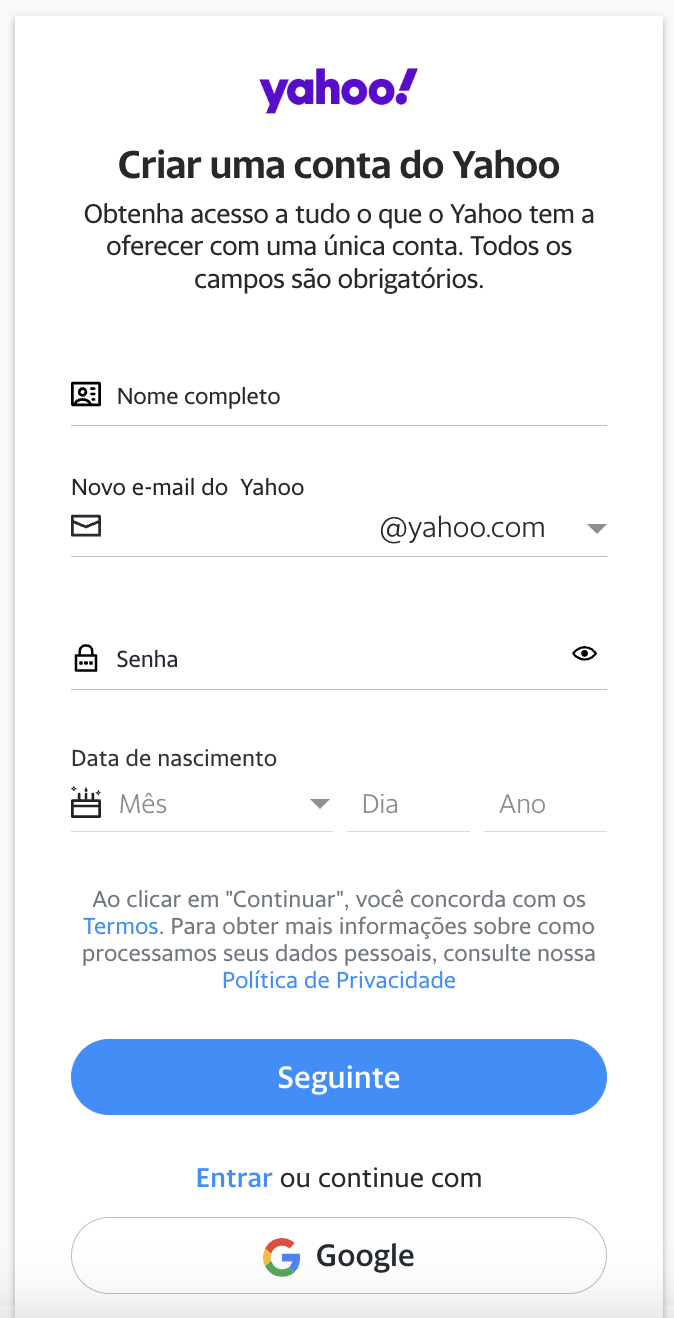 yahoo!
Criar uma conta do Yahoo
Obtenha acesso a tudo o que o Yahoo tem a
oferecer com uma única conta. Todos os
campos são obrigatórios.
Nome completo
Novo e-mail do  Yahoo
@yahoo.com
Senha
Data de nascimento
Mês Dia Ano
Ao clicar em "Continuar", você concorda com os
Termos. Para obter mais informações sobre como
processamos seus dados pessoais, consulte nossa
Política de Privacidade
Seguinte
Entrar ou continue com
Google